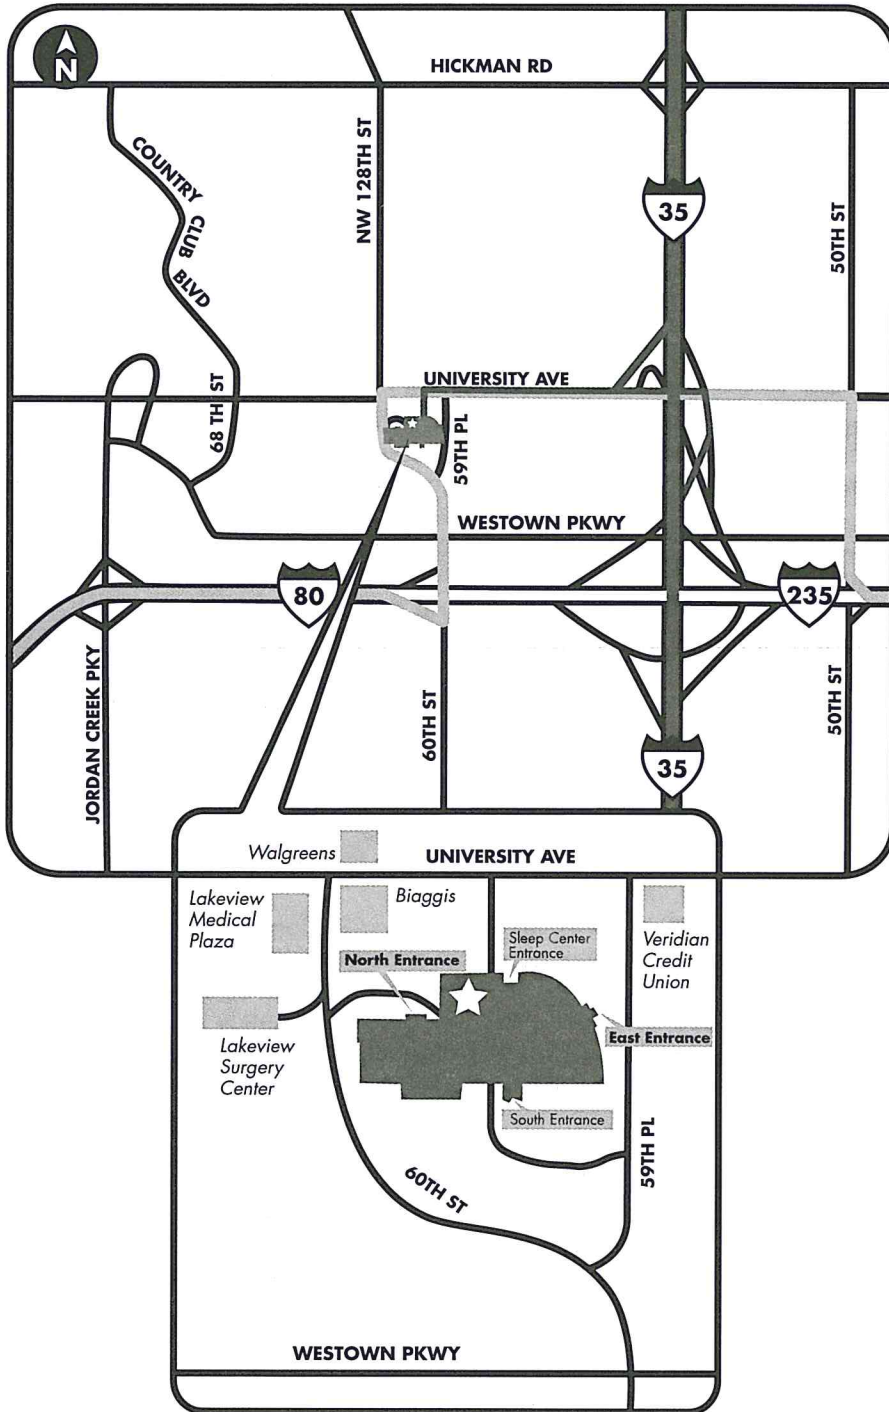 N
HICKMAN RD
COUNTRY CLUB BLVD
NW 128TH ST
35
50TH ST
UNIVERSITY AVE
68 TH ST
59TH PL
WESTOWN PKWY
80
235
JORDAN CREEK PKY
60TH ST
50TH ST
35
Walgreens
UNIVERSITY AVE
Lakeview
Medical
Plaza
Biaggis
Sleep Center
Entrance
Veridian
Credit
Union
North Entrance
East Entrance
Lakeview
Surgery
Center
South Entrance
59TH PL
60TH ST
WESTOWN PKWY